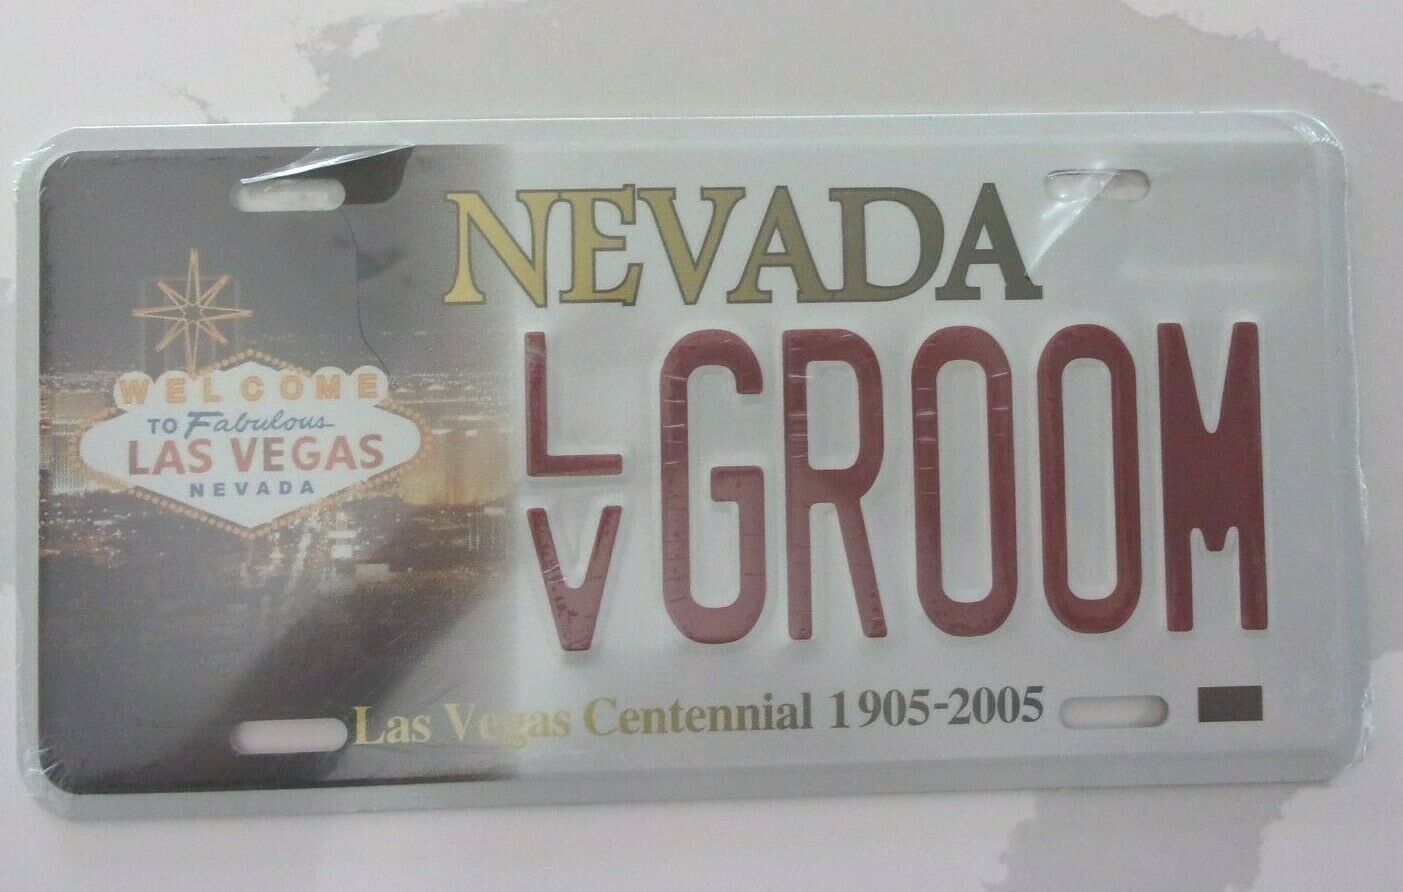 NEVADA
WELCOME
TO Fabulous
LAS VEGAS
NEVADA
LV GROOM
Las Vegas Centennial 1905-2005